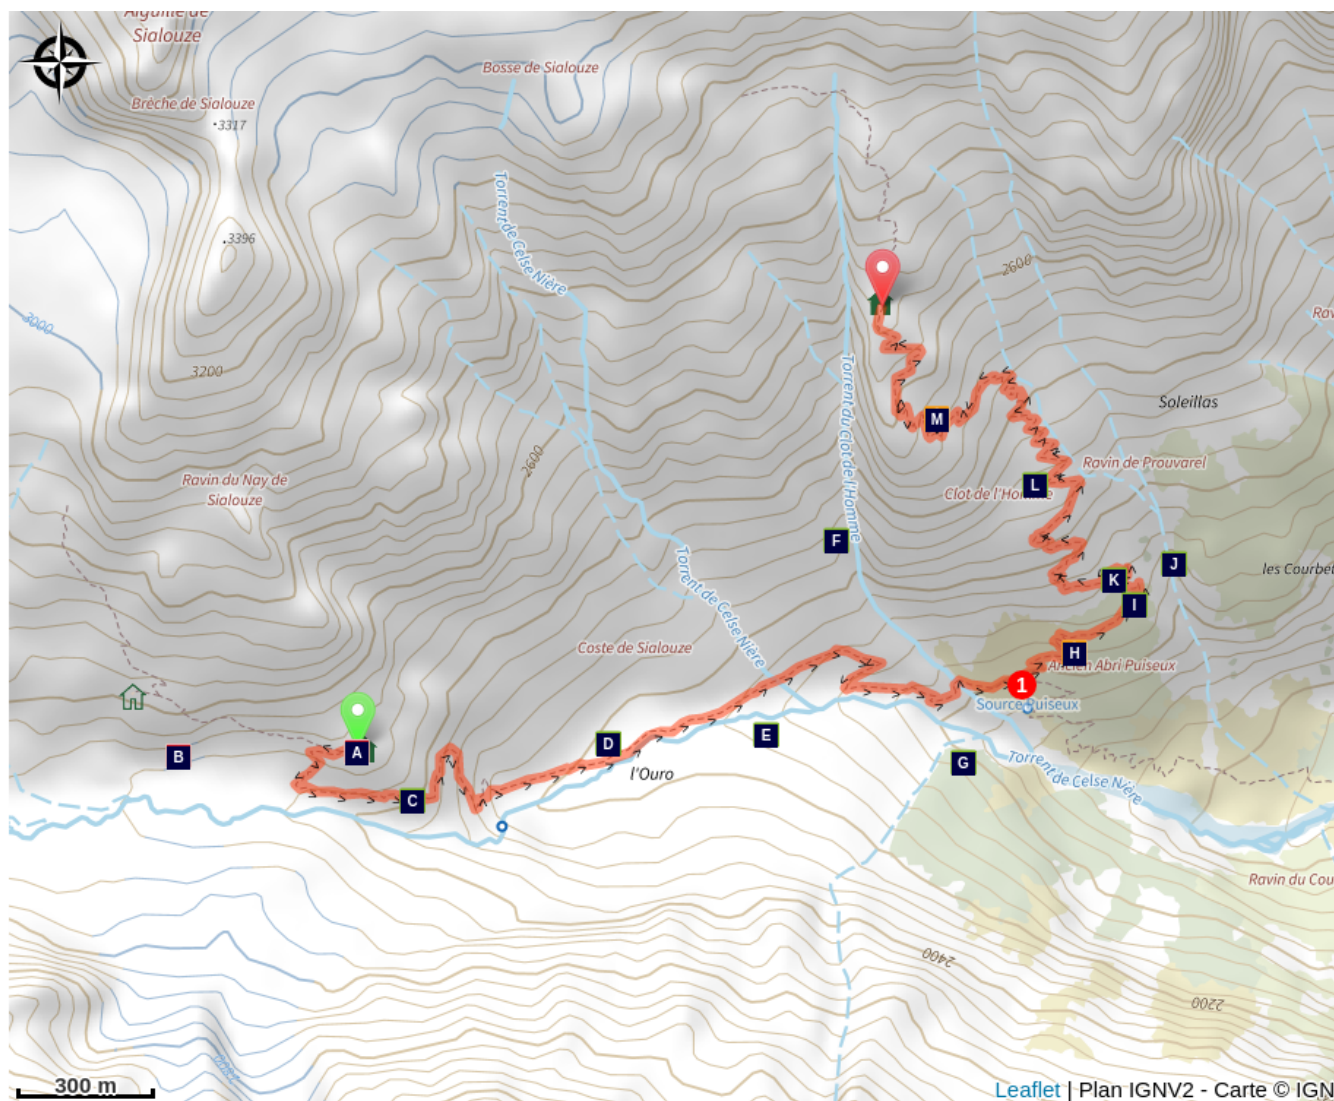 Aiguille de
Sialouze
Bosse de Sialouze
Brèche de Sialouze
3317
Torrent de Celse Nière
3396
2600
3000
Rav
Torrent du Clot de l'Homme
3200
Soleillas
M
2600
Ravin de Prouvarel
Ravin du Nay de
Sialouze
L
Clot de l'Homme
F
J
les Courbet
K
I
Torrent de Celse Nière
Coste de Sialouze
H
Ancien Abri Puiseux
1
Source Puiseux
A
B
D
E
G
l'Ouro
Torrent de Celse Nière
C
Ravin du Cou
2400
2200
300 m
Leaflet | Plan IGNV2 - Carte © IGN